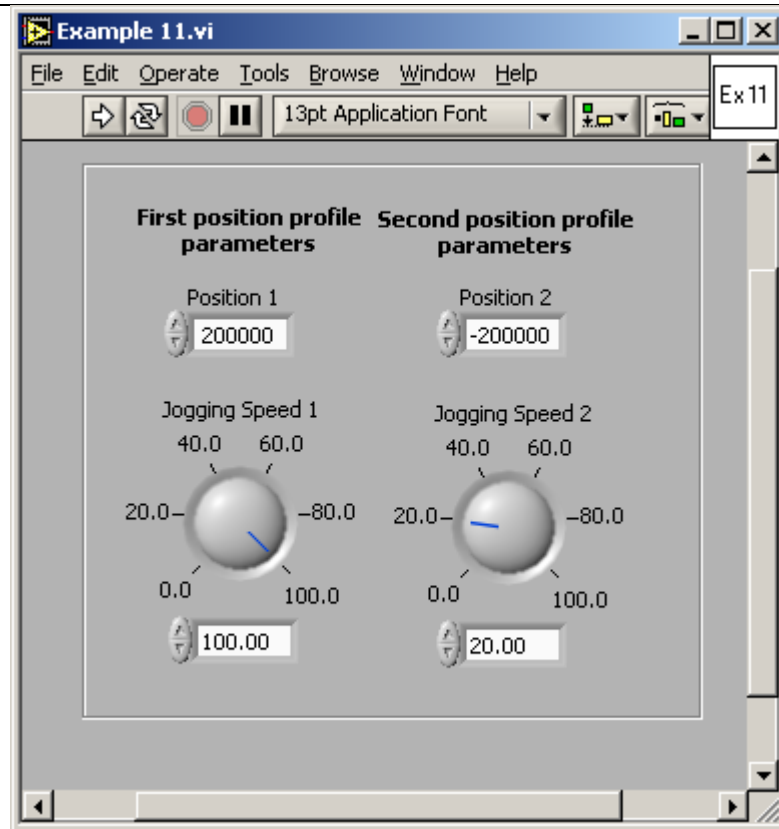 Example 11.vi
File Edit Operate Tools Browse Window Help
Ex 11
13pt Application Font
First position profile
parameters
Second position profile
parameters
Position 1
200000
Position 2
-200000
Jogging Speed 1
40.0 60.0
20.0 80.0
0.0 100.0
100.00
Jogging Speed 2
40.0 60.0
20.0 80.0
0.0 100.0
20.00